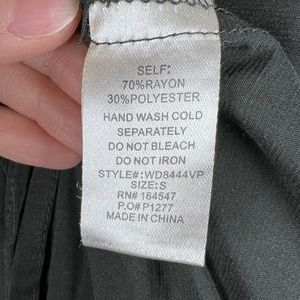 SELF:
70%RAYON
30%POLYESTER
HAND WASH COLD
SEPARATELY
DO NOT BLEACH
DO NOT IRON
STYLE#:WD8444VP
SIZE:S
RN# 164547
P.O# P1277
MADE IN CHINA